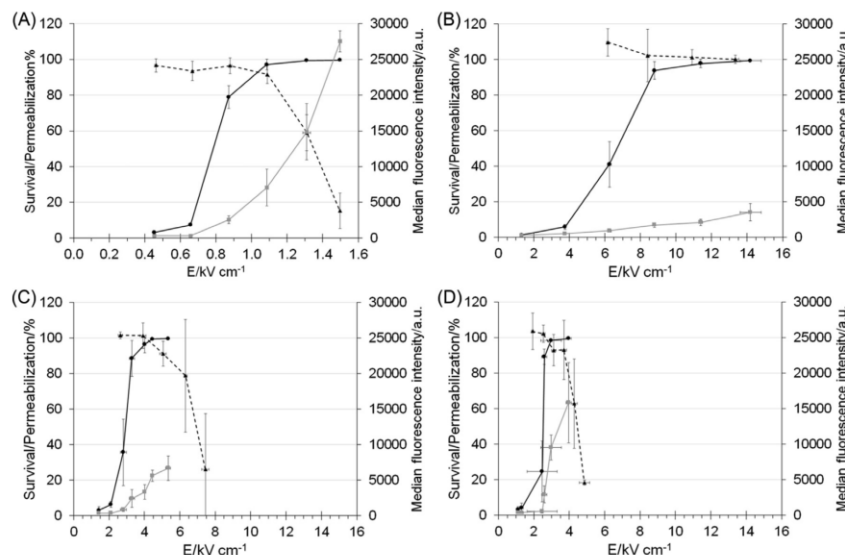 (A)
Survival/Permeabilization%
120
100
80
60
40
20
0
0.0 0.2 0.4 0.6 0.8 1.0 1.2 1.4 1.6
E/kV cm-1
30000
25000
20000
15000
10000
5000
0
Median fluorescence intensity/a.u.
(B)
Survival/Permeabilization/%
120
100
80
60
40
20
0
0 2 4 6 8 10 12 14 16
E/kV cm-1
30000
25000
20000
15000
10000
5000
0
Median fluorescence intensity/a.u.
(C)
Survival/Permeabilization/%
120
100
80
60
40
20
0
0 2 4 6 8 10 12 14 16
E/kV cm-1
30000
25000
20000
15000
10000
5000
0
Median fluorescence intensity/a.u.
(D)
Survival/Permeabilization/%
120
100
80
60
40
20
0
0 2 4 6 8 10 12 14 16
E/kV cm-1
30000
25000
20000
15000
10000
5000
0
Median fluorescence intensity/a.u.